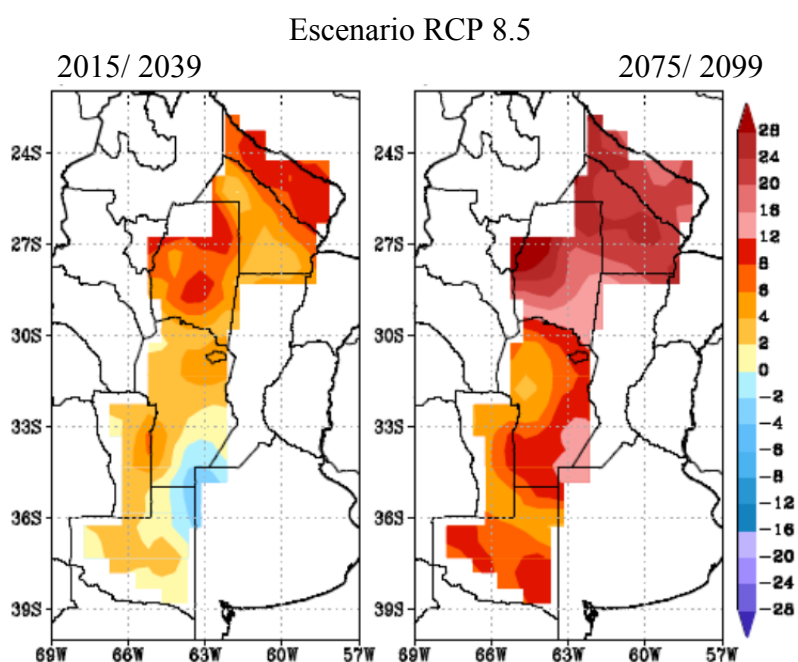 Escenario RCP 8.5
2015/ 2039
2075/ 2099
24S
27S
30S
33S
36S
39S
69W 66W 63W 60W 57W
24S
27S
30S
33S
36S
39S
69W 66W 63W 60W 57W
28
24
20
16
12
8
6
4
2
0
-2
-4
-6
-8
-12
-16
-20
-24
-28